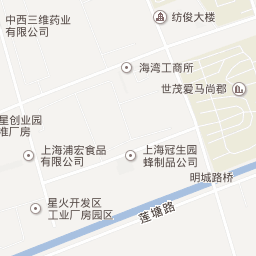 中西三维药业
有限公司
纺俊大楼
海湾工商所
世茂爱马尚郡
星创业园
准厂房
上海浦宏食品
有限公司
上海冠生园
蜂制品公司
明城路桥
星火开发区
工业厂房园区
莲塘路